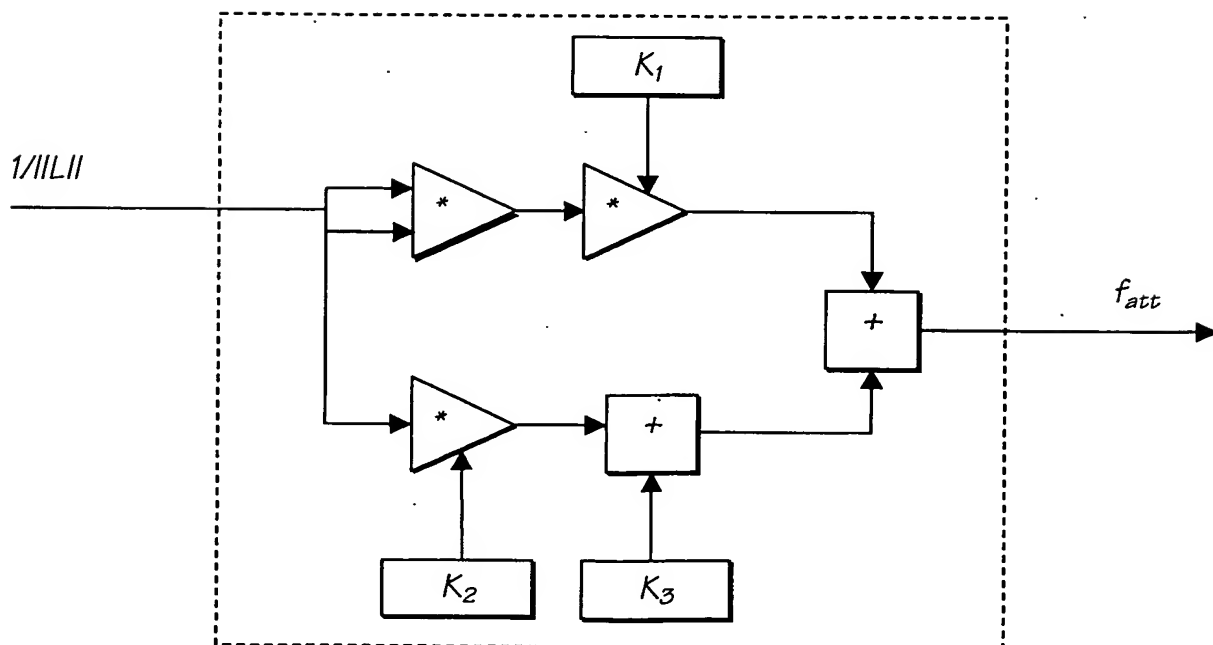 K₁
1/||L||
*
*
f_att
+
*
+
K₂
K₃